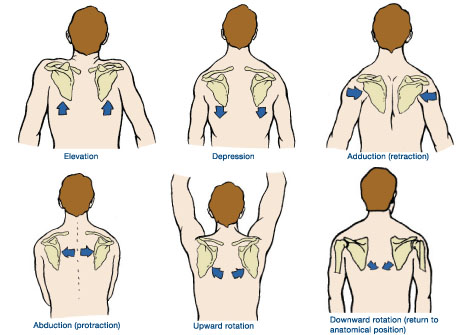 Elevation
Depression
Adduction (retraction)
Abduction (protraction)
Upward rotation
Downward rotation (return to
anatomical position)